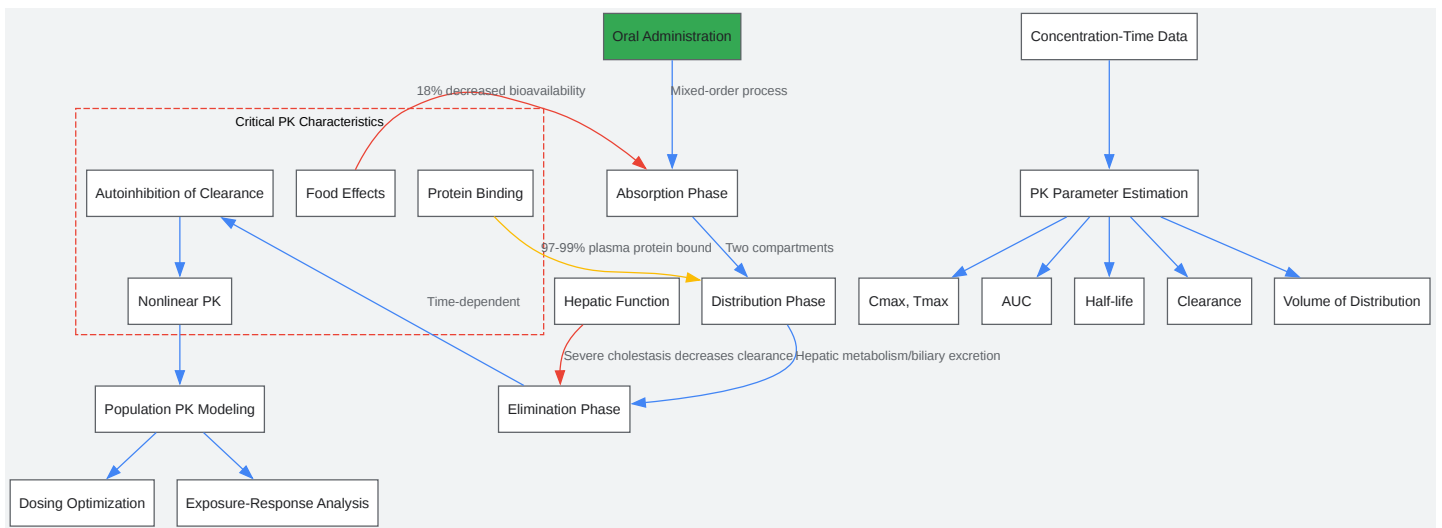 Oral Administration
Concentration-Time Data
18% decreased bioavailability
Mixed-order process
Critical PK Characteristics
Autoinhibition of Clearance
Food Effects
Protein Binding
Absorption Phase
PK Parameter Estimation
97-99% plasma protein bound
Two compartments
Nonlinear PK
Time-dependent
Hepatic Function
Distribution Phase
Cmax, Tmax
AUC
Half-life
Clearance
Volume of Distribution
Severe cholestasis decreases clearance
Hepatic metabolism/biliary excretion
Population PK Modeling
Elimination Phase
Dosing Optimization
Exposure-Response Analysis